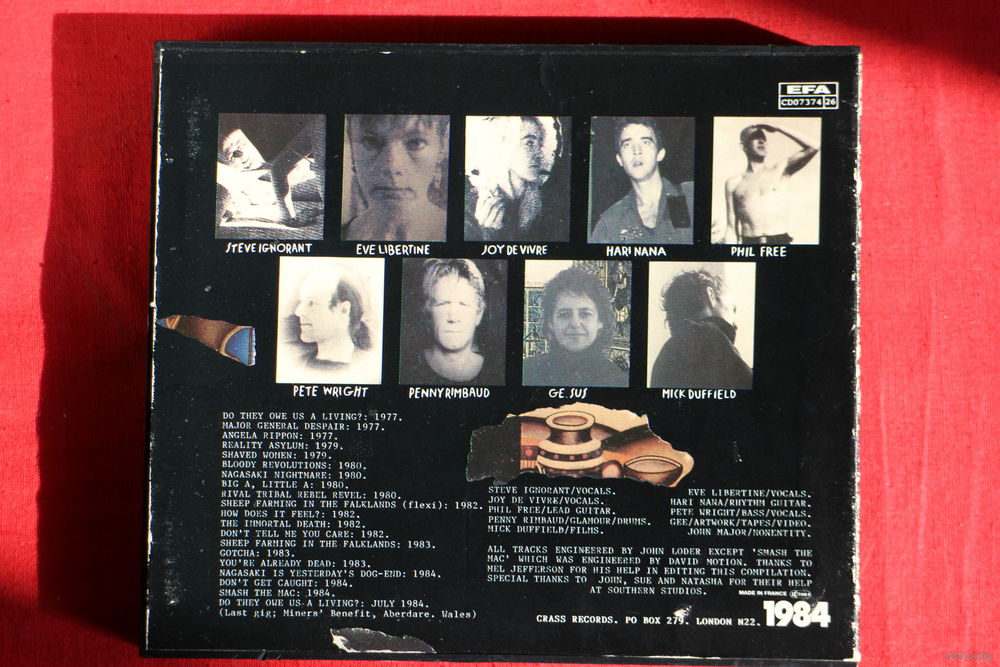 EFA
CD07374 26
STEVE IGNORANT
EVE LIBERTINE
JOY DE VIVRE
HARI NANA
PHIL FREE
PETE WRIGHT
PENNY RIMBAUD
GE SUS
MICK DUFFIELD
DO THEY OWE US A LIVING?: 1977.
MAJOR GENERAL DESPAIR: 1977.
ANGELA RIPPON: 1977.
REALITY ASYLUM: 1979.
SHAVED WOMEN: 1979.
BLOODY REVOLUTIONS: 1980.
NAGASAKI NIGHTMARE: 1980.
BIG A, LITTLE A: 1980.
RIVAL TRIBAL REBEL REVEL: 1980.
SHEEP FARMING IN THE FALKLANDS (flexi): 1982.
HOW DOES IT FEEL?: 1982.
THE IMMORTAL DEATH: 1982.
DON'T TELL ME YOU CARE: 1982.
SHEEP FARMING IN THE FALKLANDS: 1983.
GOTCHA: 1983.
YOU'RE ALREADY DEAD: 1983.
NAGASAKI IS YESTERDAY'S DOG-END: 1984.
DON'T GET CAUGHT: 1984.
SMASH THE MAC: 1984.
DO THEY OWE US A LIVING?: JULY 1984.
(Last gig; Miners' Benefit, Aberdare. Wales)
STEVE IGNORANT/VOCALS.
JOY DE VIVRE/VOCALS.
PHIL FREE/LEAD GUITAR.
PENNY RIMBAUD/GLAMOUR/DRUMS.
MICK DUFFIELD/FILMS.
EVE LIBERTINE/VOCALS.
HARI NANA/RHYTHM GUITAR.
PETE WRIGHT/BASS/VOCALS.
GEE/ARTWORK/TAPES/VIDEO.
JOHN MAJOR/NONENTITY.
ALL TRACKS ENGINEERED BY JOHN LODER EXCEPT 'SMASH THE
MAC' WHICH WAS ENGINEERED BY DAVID MOTION. THANKS TO
MEL JEFFERSON FOR HIS HELP IN EDITING THIS COMPILATION.
SPECIAL THANKS TO JOHN, SUE AND NATASHA FOR THEIR HELP
AT SOUTHERN STUDIOS.
MADE IN FRANCE
CRASS RECORDS. PO BOX 279. LONDON N22.
1984